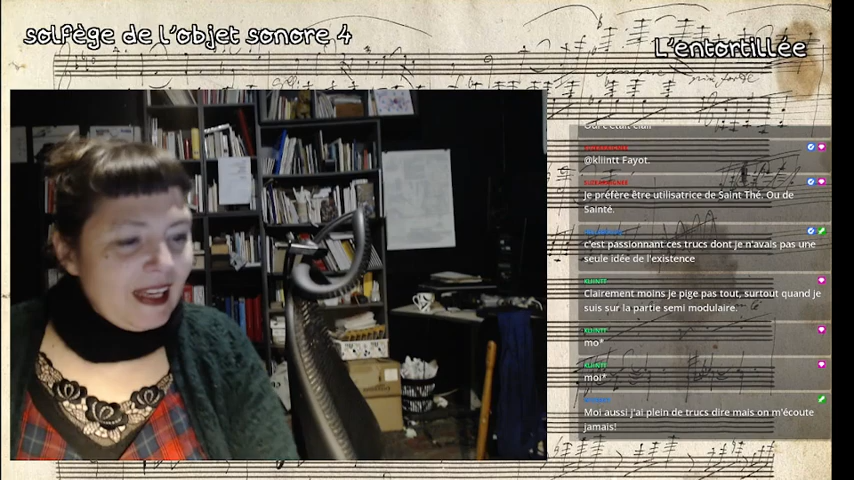 solfège de l'objet sonore 4
L'entortillée
@kliintt Fayot.
Je préfère être utilisatrice de Saint Thé. Ou de
Sainté.
c'est passionnant ces trucs dont je n'avais pas une
seule idée de l'existence
KLIINTT
Clairement moins je pige pas tout, surtout quand je
suis sur la partie semi modulaire.
KLIINTT
mo*
KLIINTT
moi*
Moi aussi j'ai plein de trucs dire mais on m'écoute
jamais!